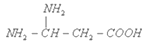 NH₂
NH₂ - CH - CH₂ - COOH